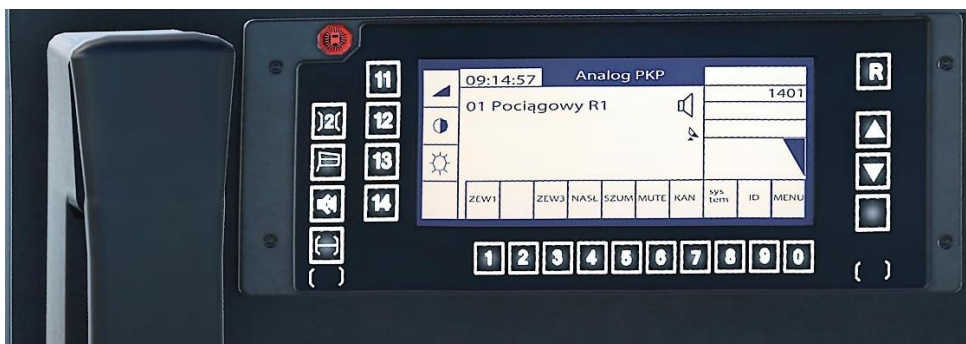 11
12
13
14
)2(
09:14:57
Analog PKP
01 Pociągowy R1
1401
ZEW1
ZEW3
NASŁ
SZUM
MUTE
KAN
sys
tem
ID
MENU
1
2
3
4
5
6
7
8
9
0
R